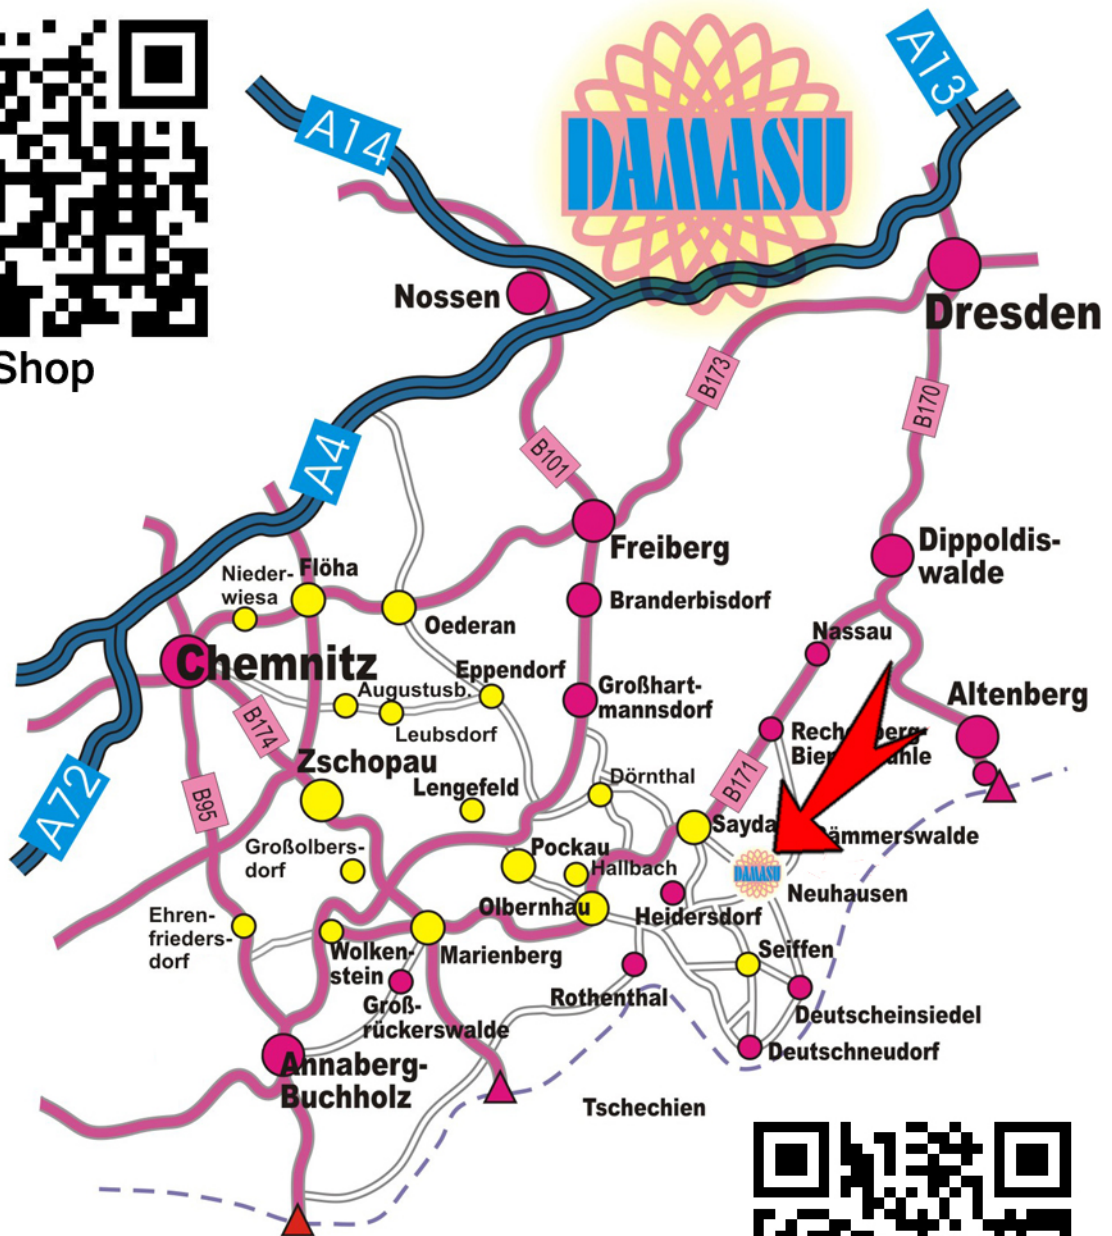 A13
A14
DAMASU
Nossen
Dresden
Shop
B173
B170
A4
B101
Freiberg
Dippoldis-
walde
Nieder-
wiesa
Flöha
Branderbisdorf
Oederan
Nassau
Chemnitz
Eppendorf
Augustusb.
Großhart-
mannsdorf
Altenberg
Leubsdorf
B174
Zschopau
B171
A72
B95
Lengefeld
Dörnthal
Sayda
Großolbers-
dorf
Pockau
Hallbach
DAMASU
Neuhausen
Olbernhau
Heidersdorf
Ehren-
frieders-
dorf
Wolken-
stein
Marienberg
Seiffen
Groß-
rückerswalde
Rothenthal
Deutscheinsiedel
Deutschneudorf
Annaberg-
Buchholz
Tschechien